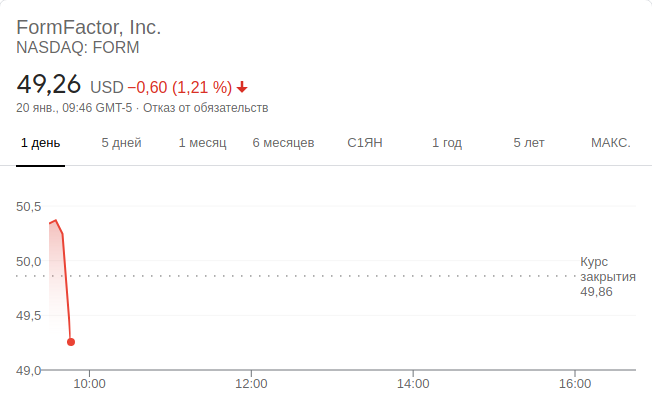 FormFactor, Inc.
NASDAQ: FORM
49,26 USD −0,60 (1,21 %)
20 янв., 09:46 GMT-5 · Отказ от обязательств
1 день 5 дней 1 месяц 6 месяцев С1ЯН 1 год 5 лет МАКС.
50,5
50,0
Курс
закрытия
49,86
49,5
49,0
10:00 12:00 14:00 16:00